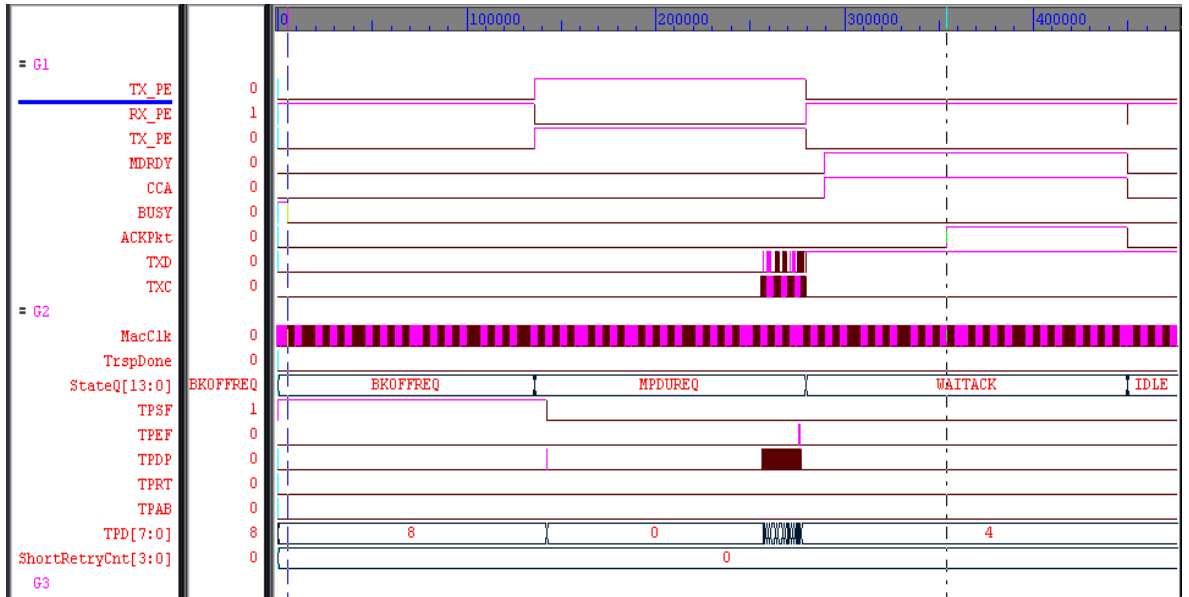 0 100000 200000 300000 400000
= G1
TX_PE 0
RX_PE 1
TX_PE 0
MDRDY 0
CCA 0
BUSY 0
ACKPkt 0
TXD 0
TXC 0
= G2
MacClk 0
TrspDone 0
StateQ[13:0] BKOFFREQ BKOFFREQ MPDUREQ WAITACK IDLE
TPSF 1
TPEF 0
TPDP 0
TPRT 0
TPAB 0
TPD[7:0] 8 8 0 4
ShortRetryCnt[3:0] 0 0
G3